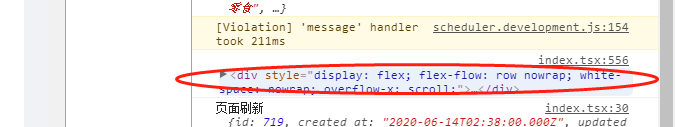 零食", …}
[Violation] 'message' handler scheduler.development.js:154
took 211ms
index.tsx:556
▶<div style="display: flex; flex-flow: row nowrap; white-
space: nowrap; overflow-x: scroll;">…</div>
页面刷新 index.tsx:30
{id: 719, created_at: "2020-06-14T02:38:00.000Z", updated